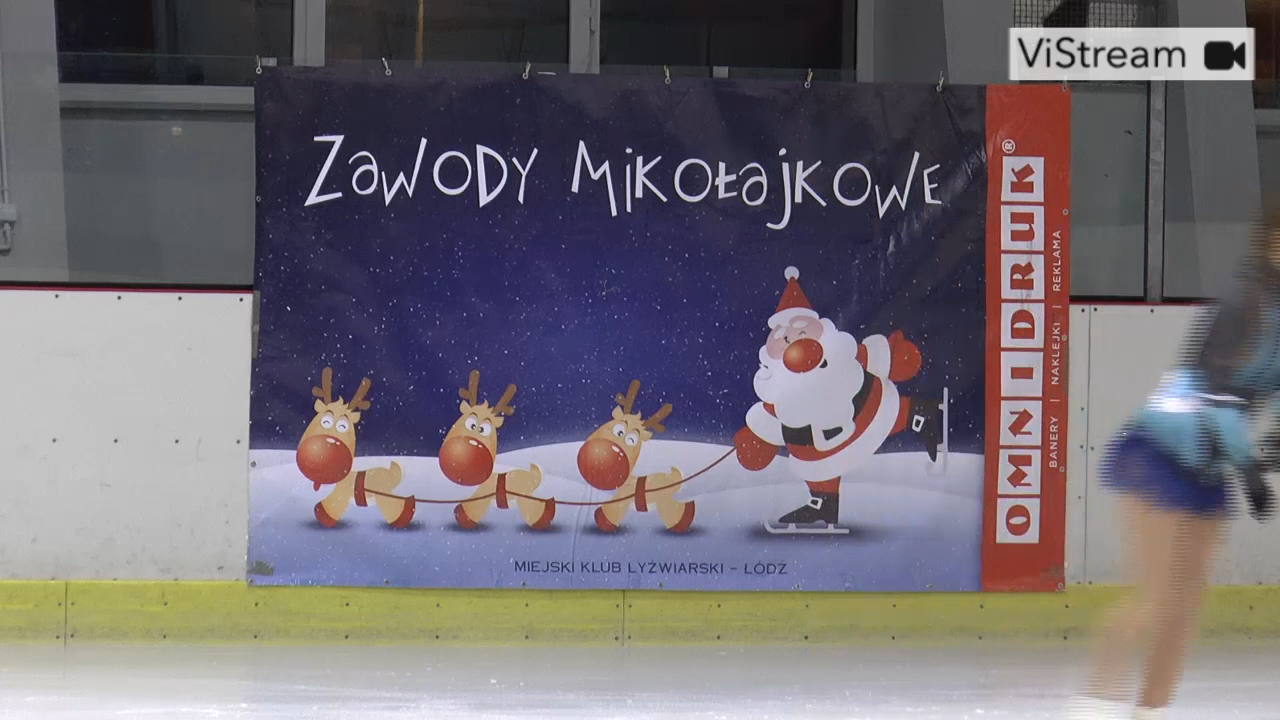 ViStream
ZAWODY MIKOŁAJKOWE
OMNIDRUK®
BANERY | NAKLEJKI | REKLAMA
MIEJSKI KLUB ŁYŻWIARSKI – ŁÓDŹ